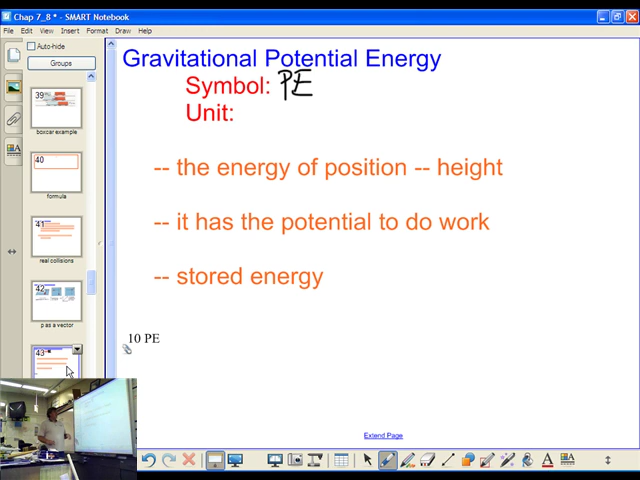 Chap 7_8 * - SMART Notebook
File Edit View Insert Format Draw
Auto-hide
Groups
39
boxcar example
40
formula
41
real collisions
42
p as a vector
43
Gravitational Potential Energy
Symbol: PE
Unit:
-- the energy of position -- height
-- it has the potential to do work
-- stored energy
10 PE
Extend Page